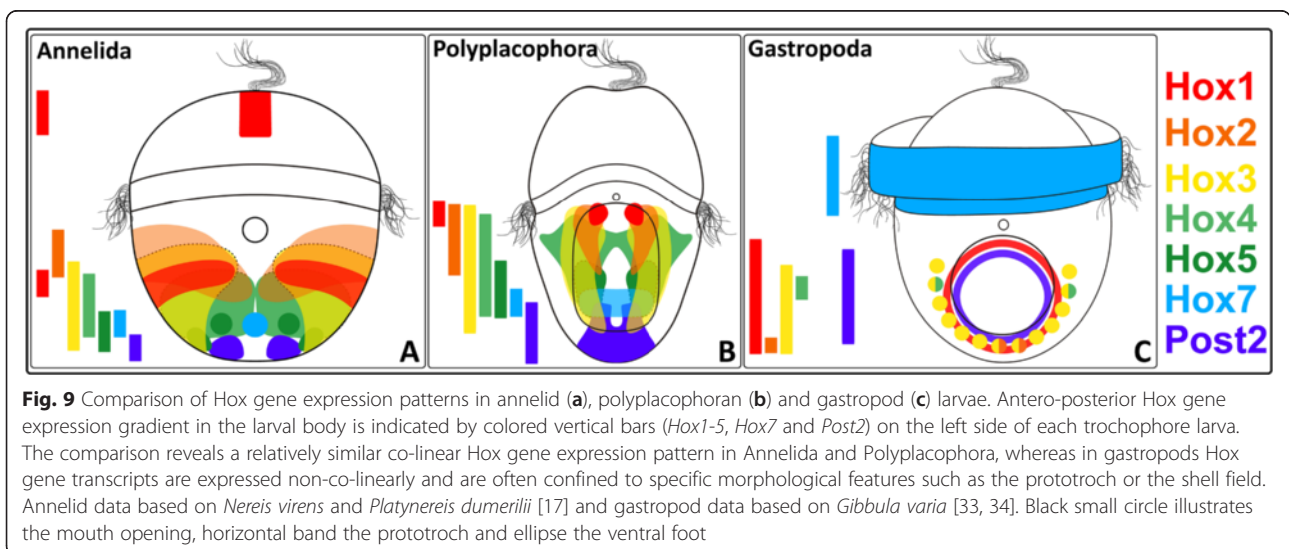 Annelida
Polyplacophora
Gastropoda
Hox1
Hox2
Hox3
Hox4
Hox5
Hox7
Post2
A
B
C
Fig. 9 Comparison of Hox gene expression patterns in annelid (a), polyplacophoran (b) and gastropod (c) larvae. Antero-posterior Hox gene
expression gradient in the larval body is indicated by colored vertical bars (Hox1-5, Hox7 and Post2) on the left side of each trochophore larva.
The comparison reveals a relatively similar co-linear Hox gene expression pattern in Annelida and Polyplacophora, whereas in gastropods Hox
gene transcripts are expressed non-co-linearly and are often confined to specific morphological features such as the prototroch or the shell field.
Annelid data based on Nereis virens and Platynereis dumerilii [17] and gastropod data based on Gibbula varia [33, 34]. Black small circle illustrates
the mouth opening, horizontal band the prototroch and ellipse the ventral foot